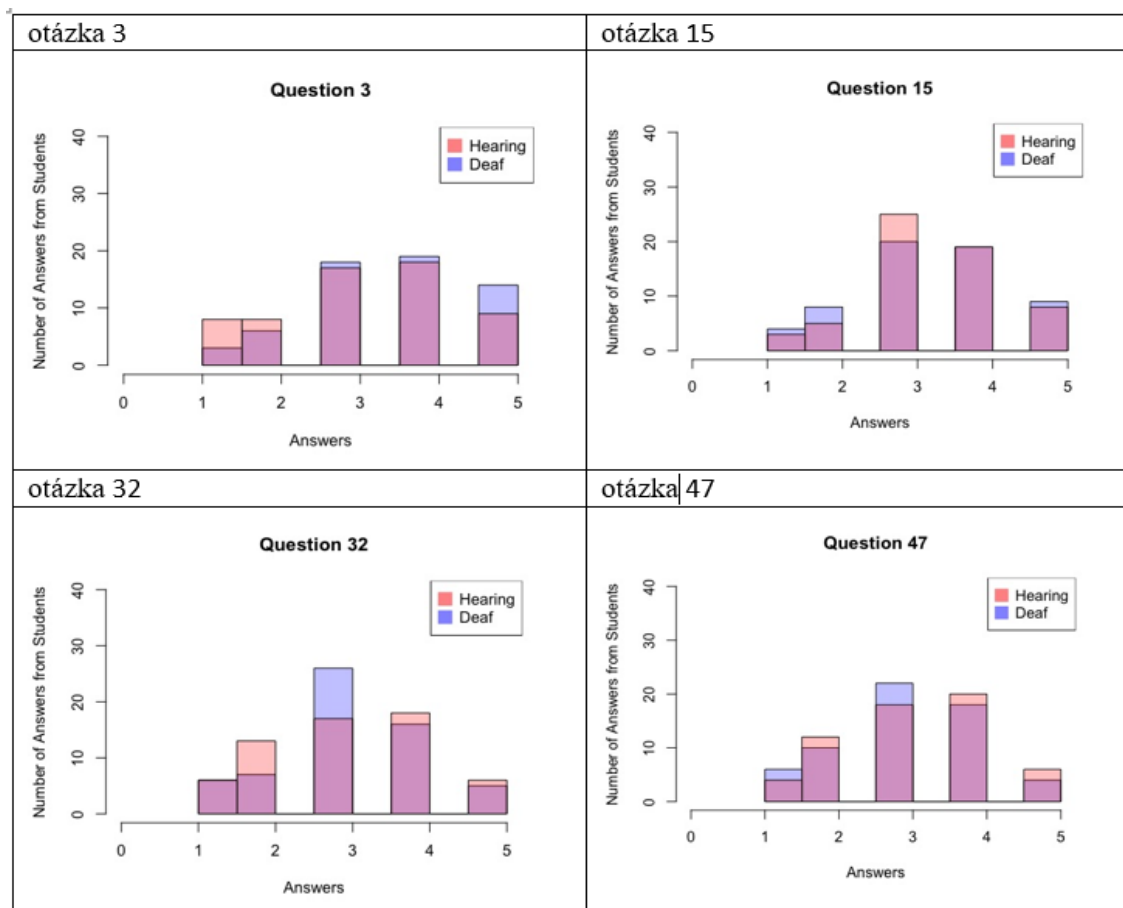 otázka 3
Question 3
Number of Answers from Students
40
30
20
10
0
Hearing
Deaf
0 1 2 3 4 5
Answers
otázka 15
Question 15
Number of Answers from Students
40
30
20
10
0
Hearing
Deaf
0 1 2 3 4 5
Answers
otázka 32
Question 32
Number of Answers from Students
40
30
20
10
0
Hearing
Deaf
0 1 2 3 4 5
Answers
otázka 47
Question 47
Number of Answers from Students
40
30
20
10
0
Hearing
Deaf
0 1 2 3 4 5
Answers